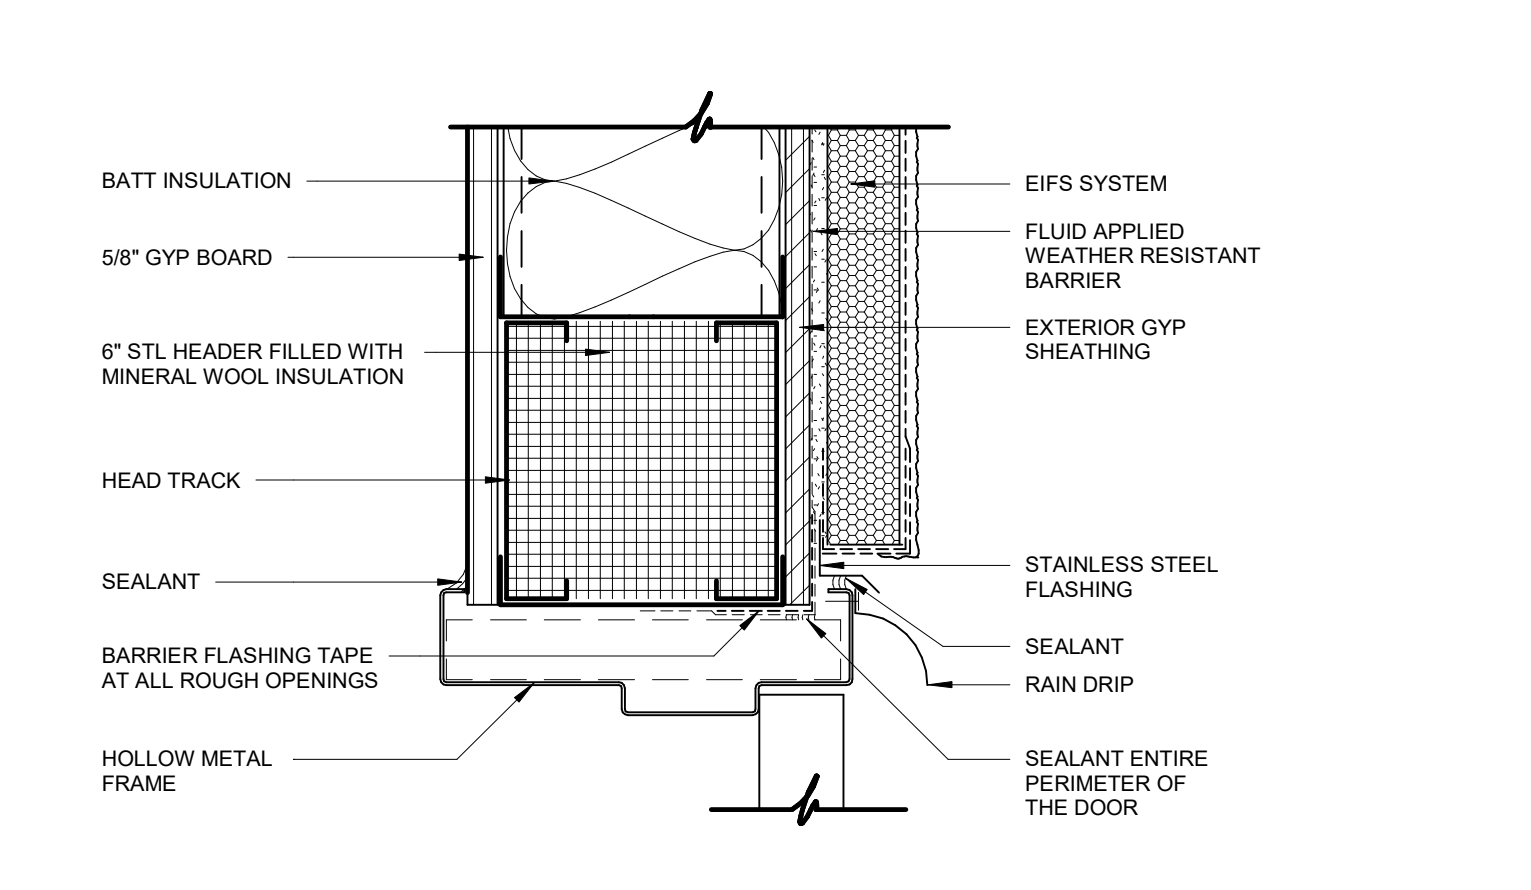 BATT INSULATION
5/8" GYP BOARD
6" STL HEADER FILLED WITH
MINERAL WOOL INSULATION
HEAD TRACK
SEALANT
BARRIER FLASHING TAPE
AT ALL ROUGH OPENINGS
HOLLOW METAL
FRAME
EIFS SYSTEM
FLUID APPLIED
WEATHER RESISTANT
BARRIER
EXTERIOR GYP
SHEATHING
STAINLESS STEEL
FLASHING
SEALANT
RAIN DRIP
SEALANT ENTIRE
PERIMETER OF
THE DOOR